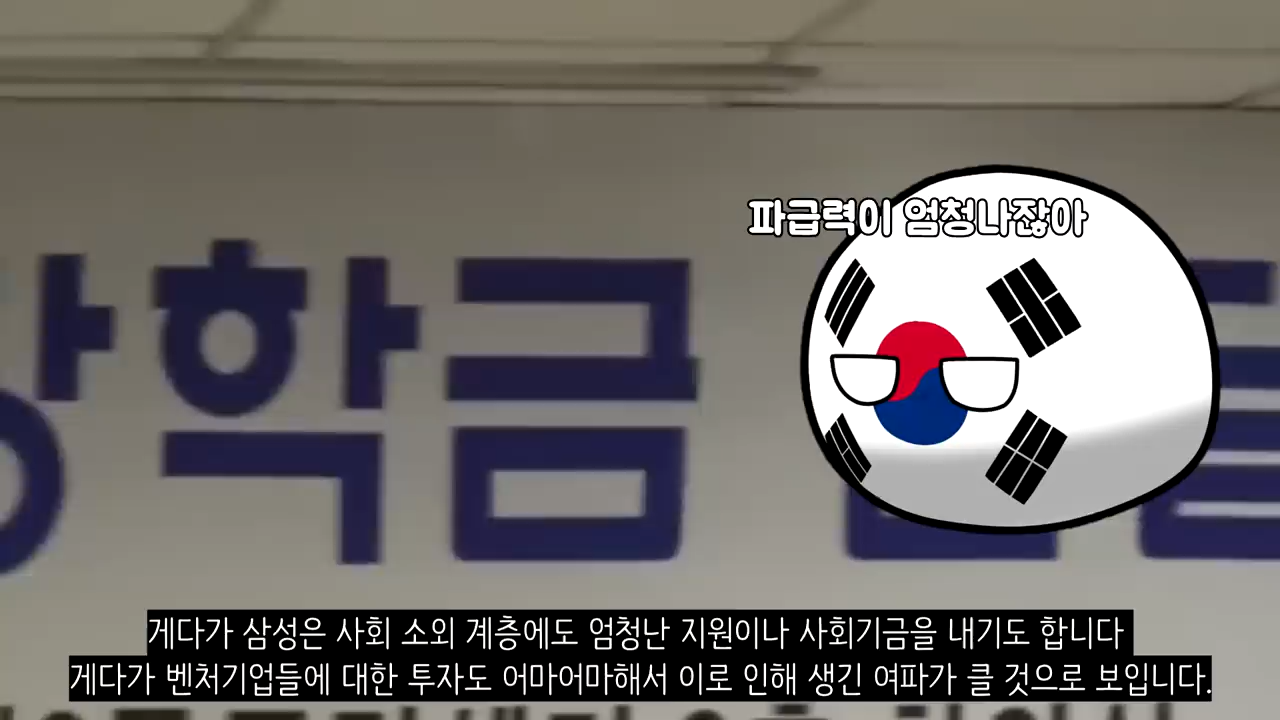 파급력이 엄청나잖아
장학금
게다가 삼성은 사회 소외 계층에도 엄청난 지원이나 사회기금을 내기도 합니다
게다가 벤처기업들에 대한 투자도 어마어마해서 이로 인해 생긴 여파가 클 것으로 보입니다.